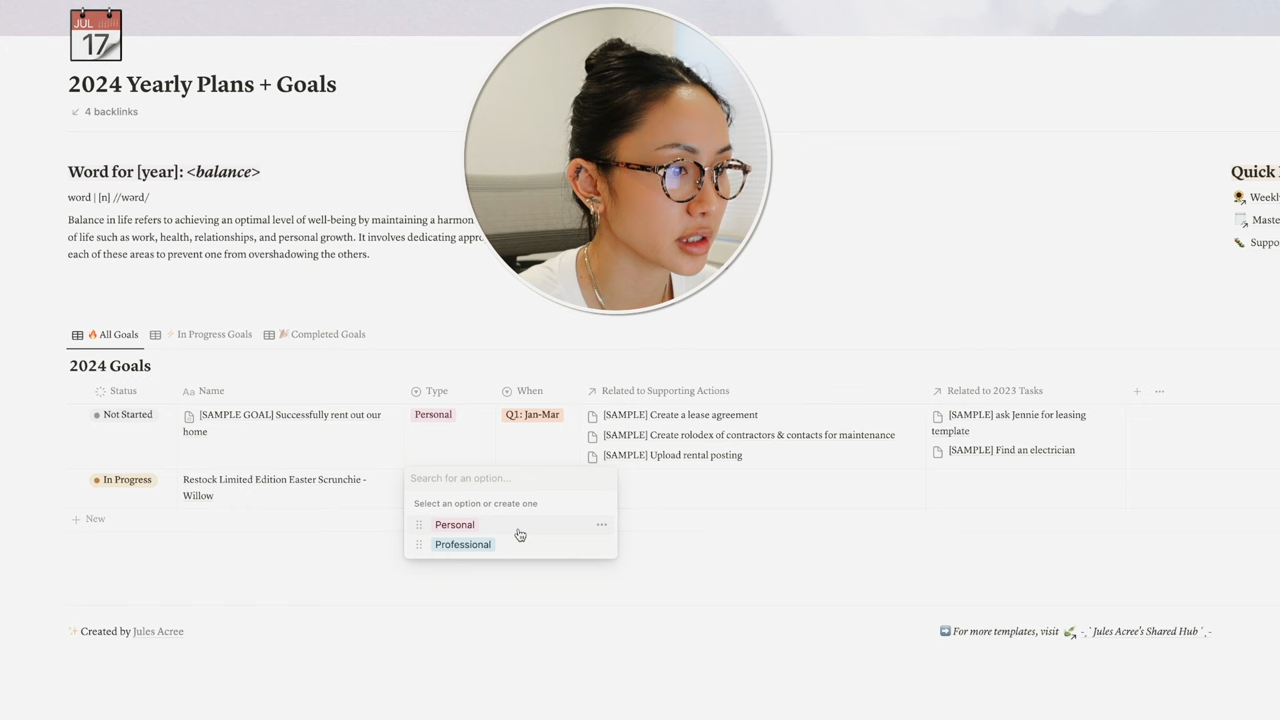 JUL
17
2024 Yearly Plans + Goals
4 backlinks
Word for [year]: <balance>
word | [n] //wərd/
Balance in life refers to achieving an optimal level of well-being by maintaining a harmon
of life such as work, health, relationships, and personal growth. It involves dedicating appro
each of these areas to prevent one from overshadowing the others.
Quick
Weekl
Maste
Suppo
All Goals In Progress Goals Completed Goals
2024 Goals
Status Aa Name Type When Related to Supporting Actions Related to 2023 Tasks
Not Started
[SAMPLE GOAL] Successfully rent out our
home
Personal
Q1: Jan-Mar
[SAMPLE] Create a lease agreement
[SAMPLE] Create rolodex of contractors & contacts for maintenance
[SAMPLE] Upload rental posting
[SAMPLE] ask Jennie for leasing
template
[SAMPLE] Find an electrician
In Progress
Restock Limited Edition Easter Scrunchie -
Willow
Search for an option...
Select an option or create one
Personal
Professional
+ New
Created by Jules Acree
For more templates, visit -ˏˋJules Acree's Shared Hubˊˎ-